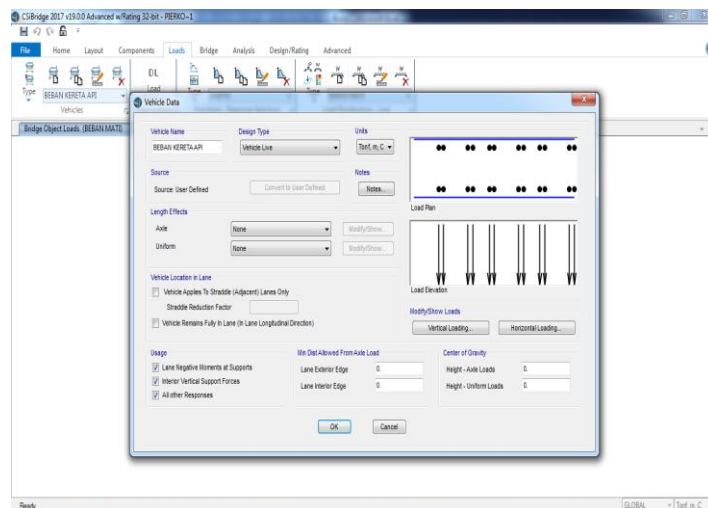 CSiBridge 2017 v19.0.0 Advanced w/Rating 32-bit - PIERKO~1
File Home Layout Components Loads Bridge Analysis Design/Rating Advanced
Type
BEBAN KERETA API
DL
Load
Type
Type
Vehicles
Bridge Object Loads (BEBAN MATI)
Vehicle Data
Vehicle Name Design Type Units
BEBAN KERETA API Vehicle Live Tonf, m, C
Source Notes
Source: User Defined Convert to User Defined Notes...
Load Plan
Length Effects
Axle None Modify/Show...
Uniform None Modify/Show...
Load Elevation
Vehicle Location in Lane
Vehicle Applies To Straddle (Adjacent) Lanes Only
Straddle Reduction Factor
Vehicle Remains Fully In Lane (In Lane Longitudinal Direction)
Modify/Show Loads
Vertical Loading... Horizontal Loading...
Usage Min Dist Allowed From Axle Load Center of Gravity
Lane Negative Moments at Supports Lane Exterior Edge 0. Height - Axle Loads 0.
Interior Vertical Support Forces Lane Interior Edge 0. Height - Uniform Loads 0.
All other Responses
OK Cancel
Ready GLOBAL Tonf, m, C